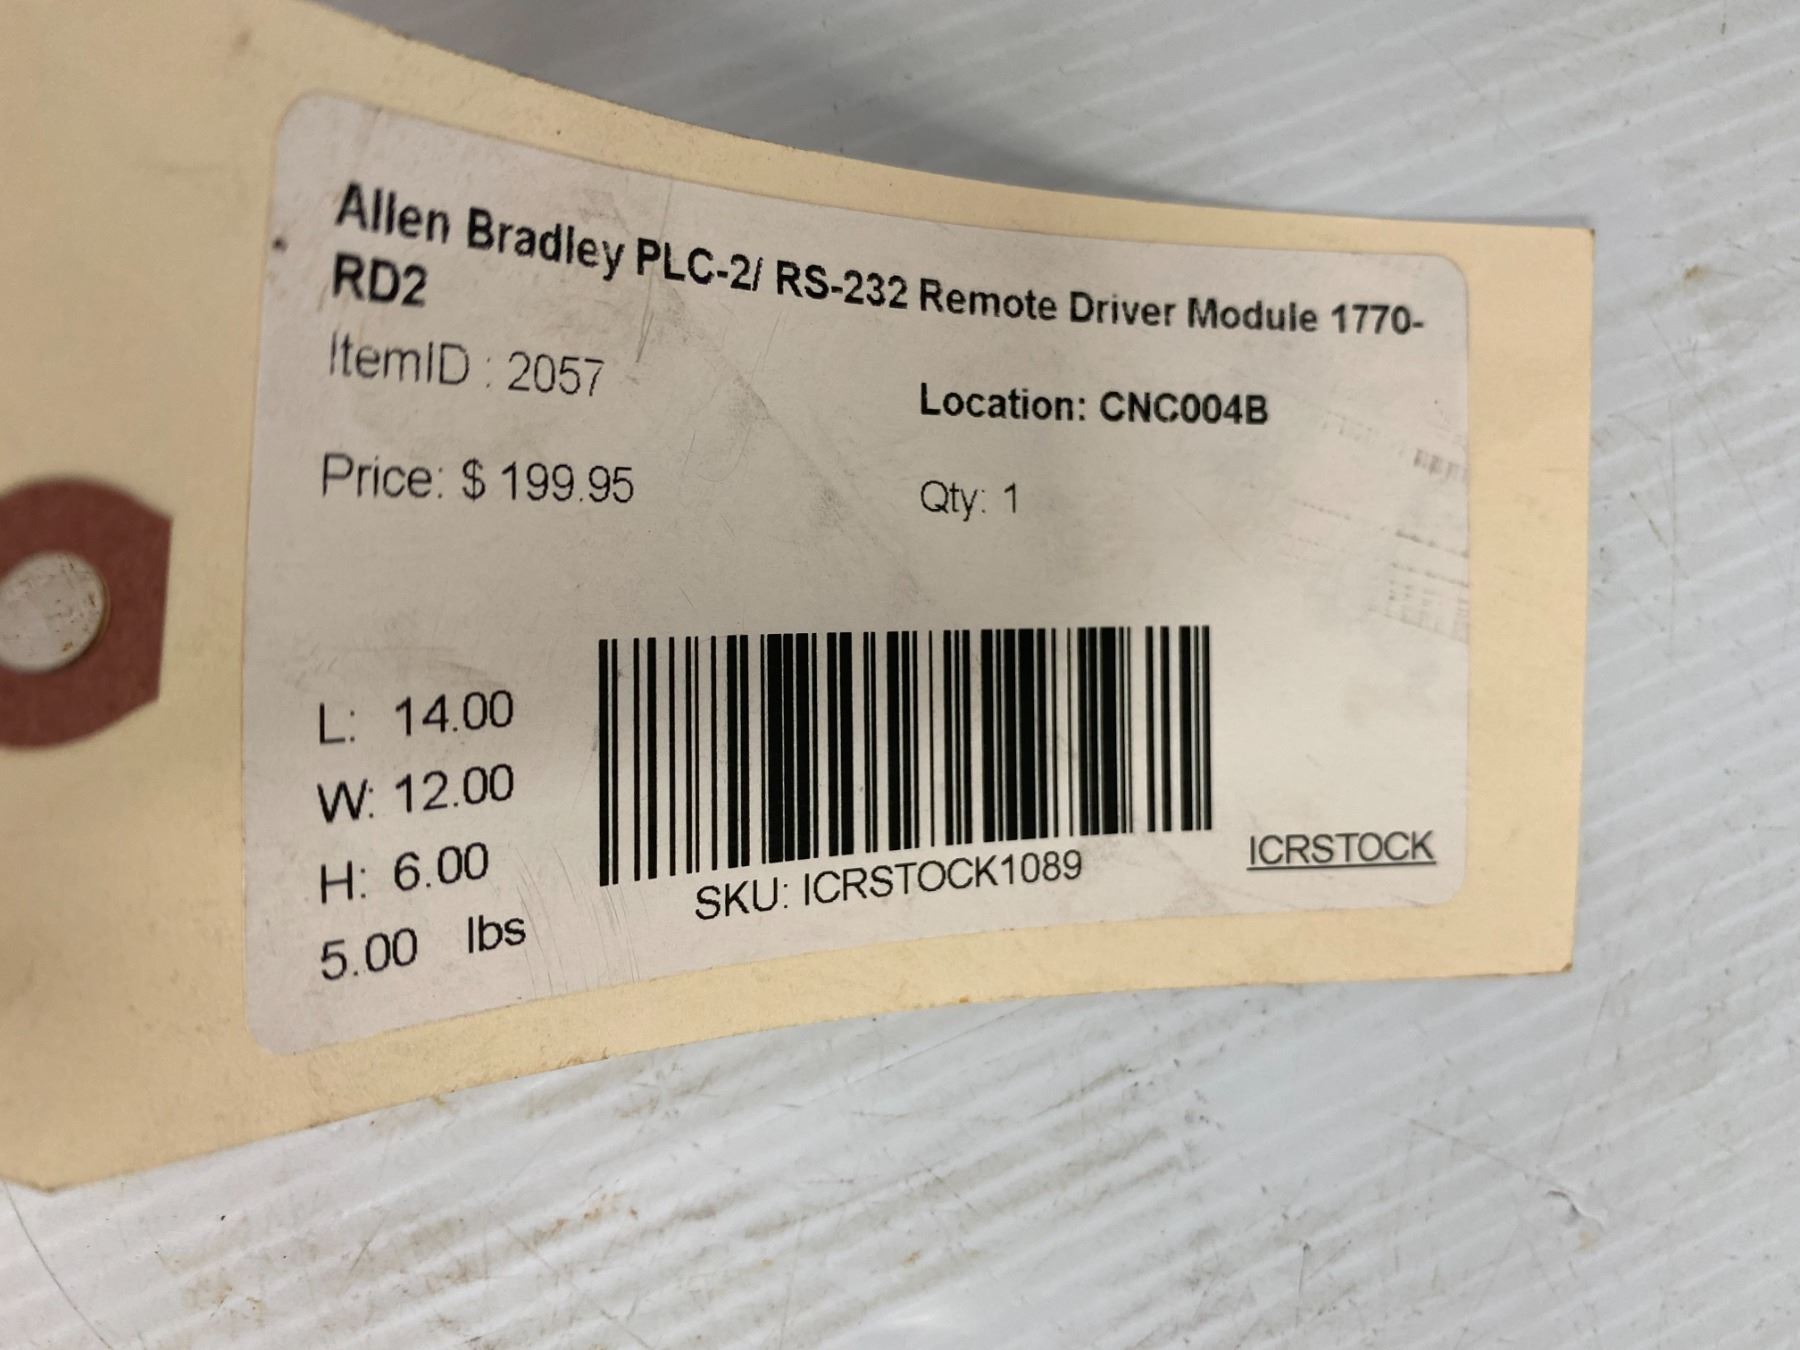 Allen Bradley PLC-2/ RS-232 Remote Driver Module 1770-
RD2
ItemID : 2057
Location: CNC004B
Price: $ 199.95
Qty: 1
L: 14.00
W: 12.00
H: 6.00
5.00 lbs
SKU: ICRSTOCK1089
ICRSTOCK